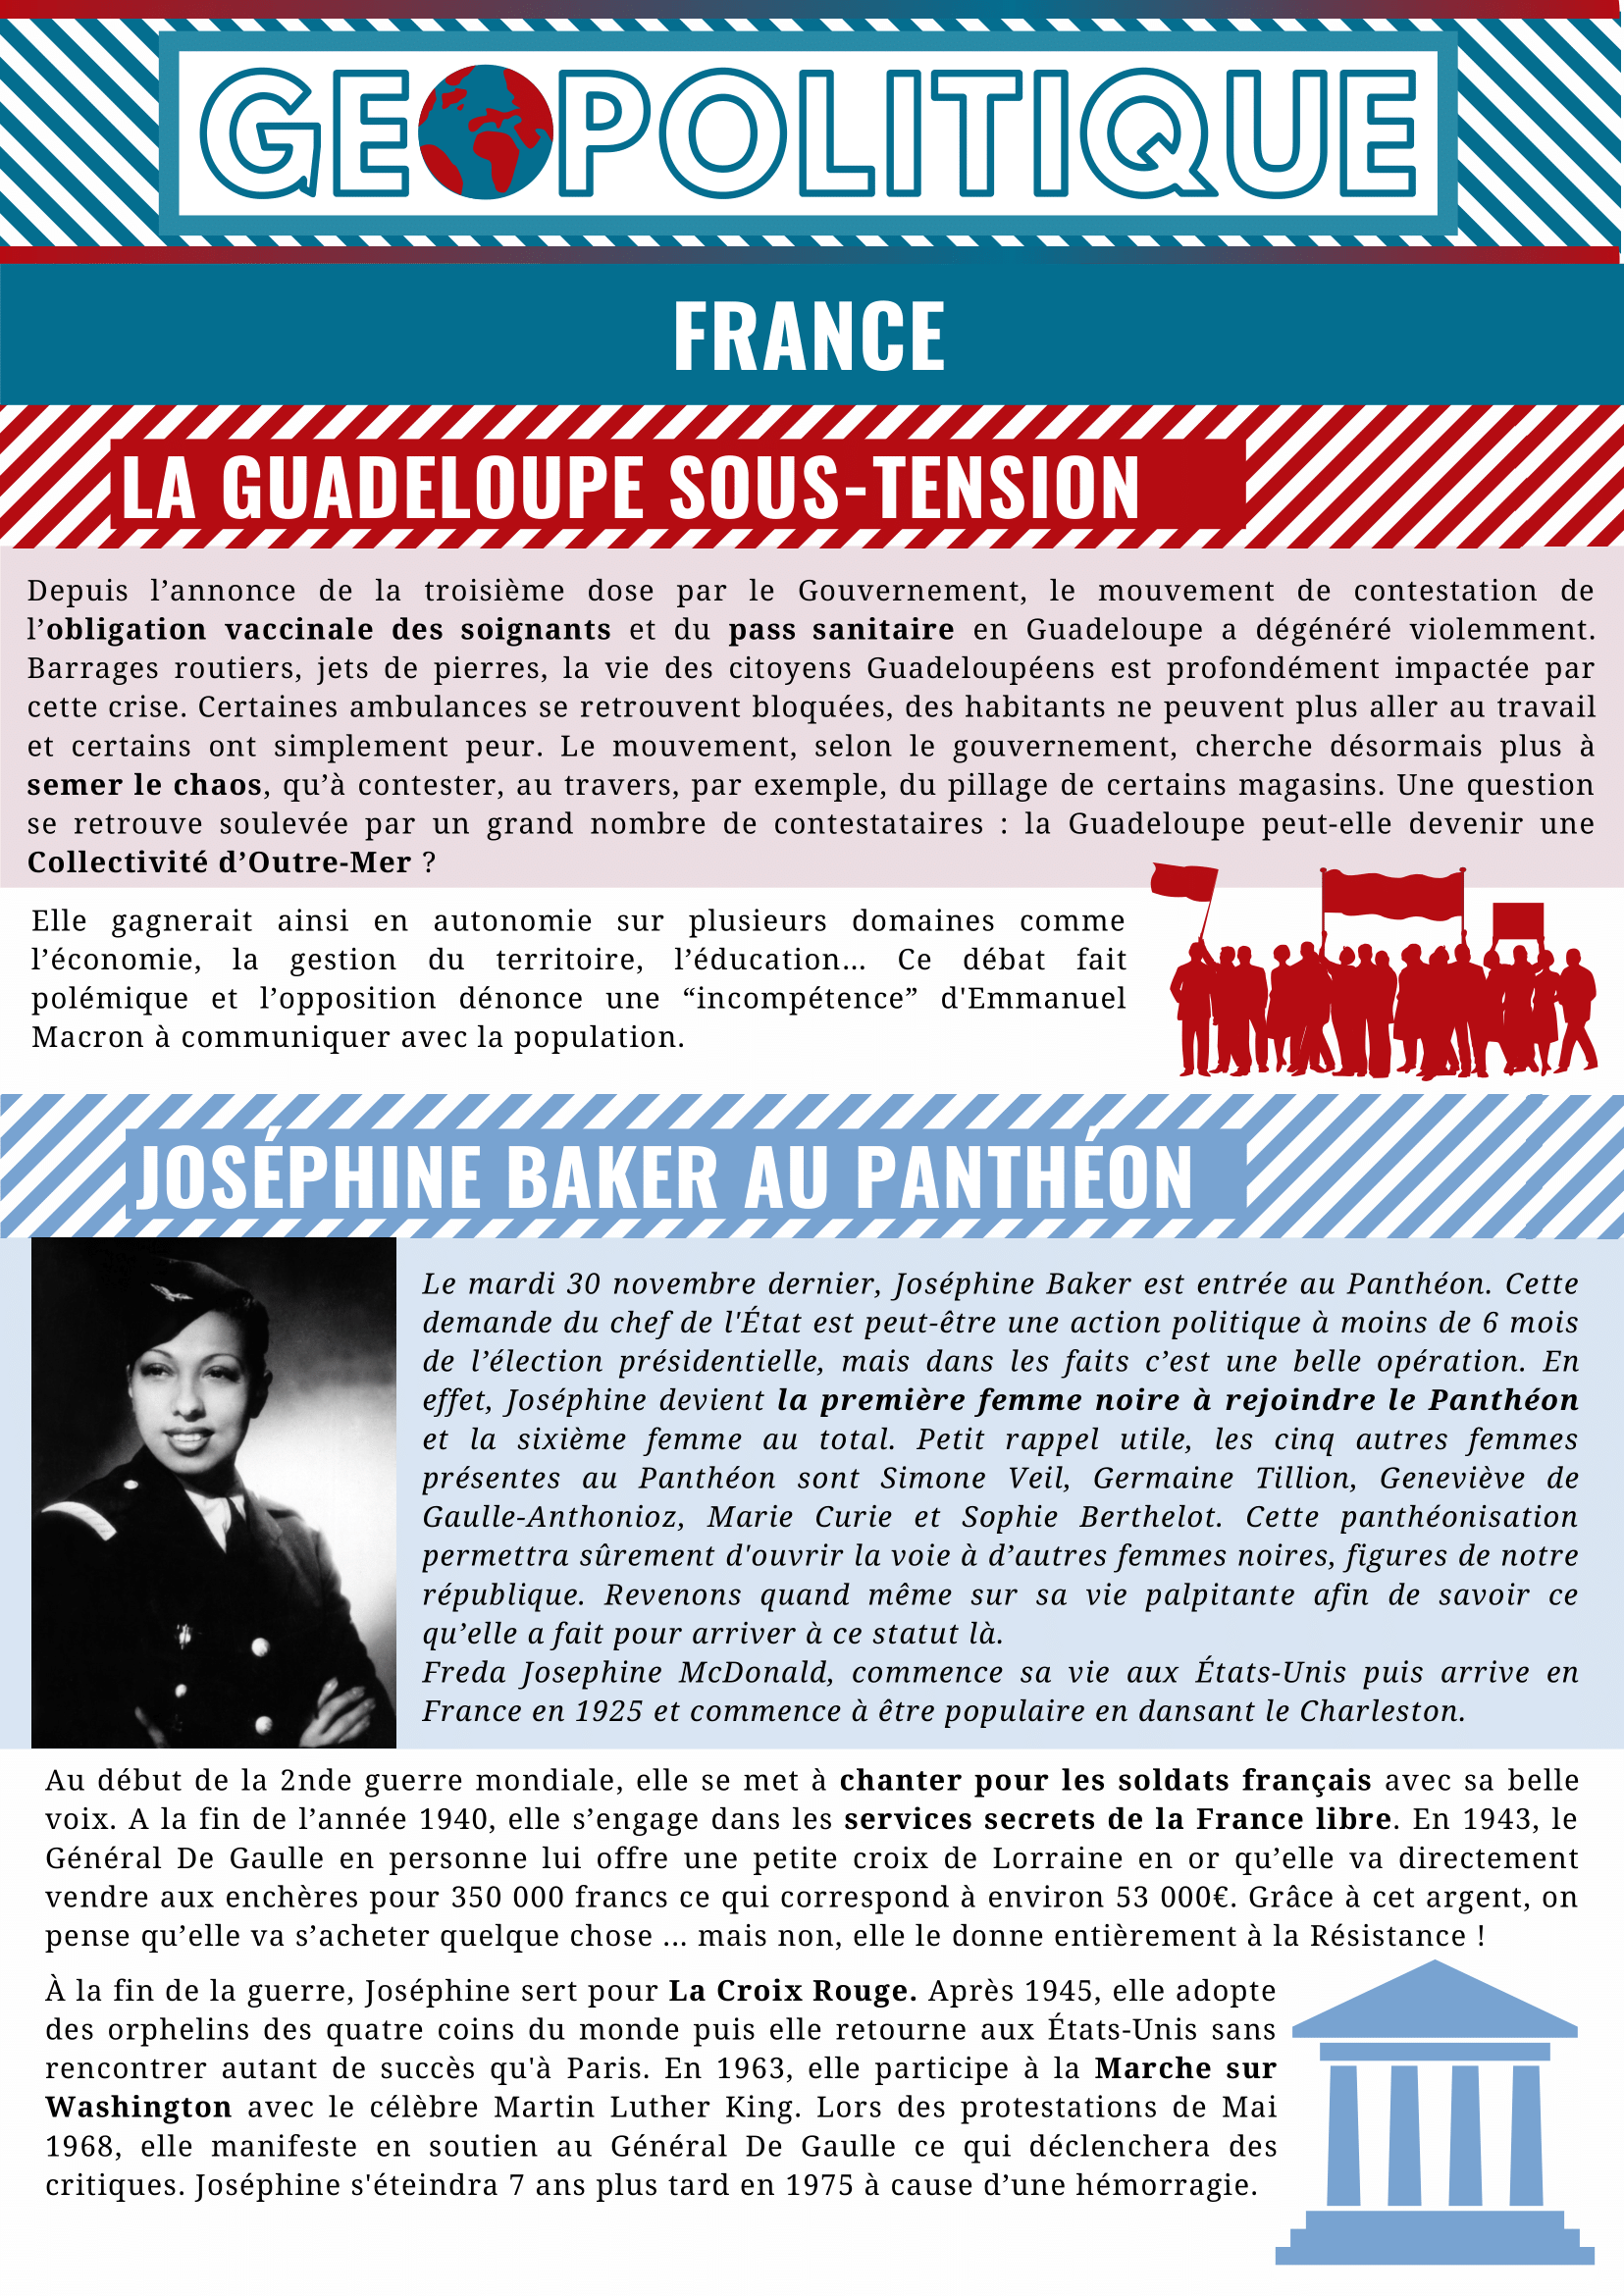 GEOPOLITIQUE
FRANCE
LA GUADELOUPE SOUS-TENSION
Depuis l’annonce de la troisième dose par le Gouvernement, le mouvement de contestation de
l’obligation vaccinale des soignants et du pass sanitaire en Guadeloupe a dégénéré violemment.
Barrages routiers, jets de pierres, la vie des citoyens Guadeloupéens est profondément impactée par
cette crise. Certaines ambulances se retrouvent bloquées, des habitants ne peuvent plus aller au travail
et certains ont simplement peur. Le mouvement, selon le gouvernement, cherche désormais plus à
semer le chaos, qu’à contester, au travers, par exemple, du pillage de certains magasins. Une question
se retrouve soulevée par un grand nombre de contestataires : la Guadeloupe peut-elle devenir une
Collectivité d’Outre-Mer ?
Elle gagnerait ainsi en autonomie sur plusieurs domaines comme
l’économie, la gestion du territoire, l’éducation... Ce débat fait
polémique et l’opposition dénonce une “incompétence” d'Emmanuel
Macron à communiquer avec la population.
JOSÉPHINE BAKER AU PANTHÉON
Le mardi 30 novembre dernier, Joséphine Baker est entrée au Panthéon. Cette
demande du chef de l'État est peut-être une action politique à moins de 6 mois
de l’élection présidentielle, mais dans les faits c’est une belle opération. En
effet, Joséphine devient la première femme noire à rejoindre le Panthéon
et la sixième femme au total. Petit rappel utile, les cinq autres femmes
présentes au Panthéon sont Simone Veil, Germaine Tillion, Geneviève de
Gaulle-Anthonioz, Marie Curie et Sophie Berthelot. Cette panthéonisation
permettra sûrement d'ouvrir la voie à d’autres femmes noires, figures de notre
république. Revenons quand même sur sa vie palpitante afin de savoir ce
qu’elle a fait pour arriver à ce statut là.
Freda Josephine McDonald, commence sa vie aux États-Unis puis arrive en
France en 1925 et commence à être populaire en dansant le Charleston.
Au début de la 2nde guerre mondiale, elle se met à chanter pour les soldats français avec sa belle
voix. A la fin de l’année 1940, elle s’engage dans les services secrets de la France libre. En 1943, le
Général De Gaulle en personne lui offre une petite croix de Lorraine en or qu’elle va directement
vendre aux enchères pour 350 000 francs ce qui correspond à environ 53 000€. Grâce à cet argent, on
pense qu’elle va s’acheter quelque chose ... mais non, elle le donne entièrement à la Résistance !
À la fin de la guerre, Joséphine sert pour La Croix Rouge. Après 1945, elle adopte
des orphelins des quatre coins du monde puis elle retourne aux États-Unis sans
rencontrer autant de succès qu'à Paris. En 1963, elle participe à la Marche sur
Washington avec le célèbre Martin Luther King. Lors des protestations de Mai
1968, elle manifeste en soutien au Général De Gaulle ce qui déclenchera des
critiques. Joséphine s'éteindra 7 ans plus tard en 1975 à cause d’une hémorragie.